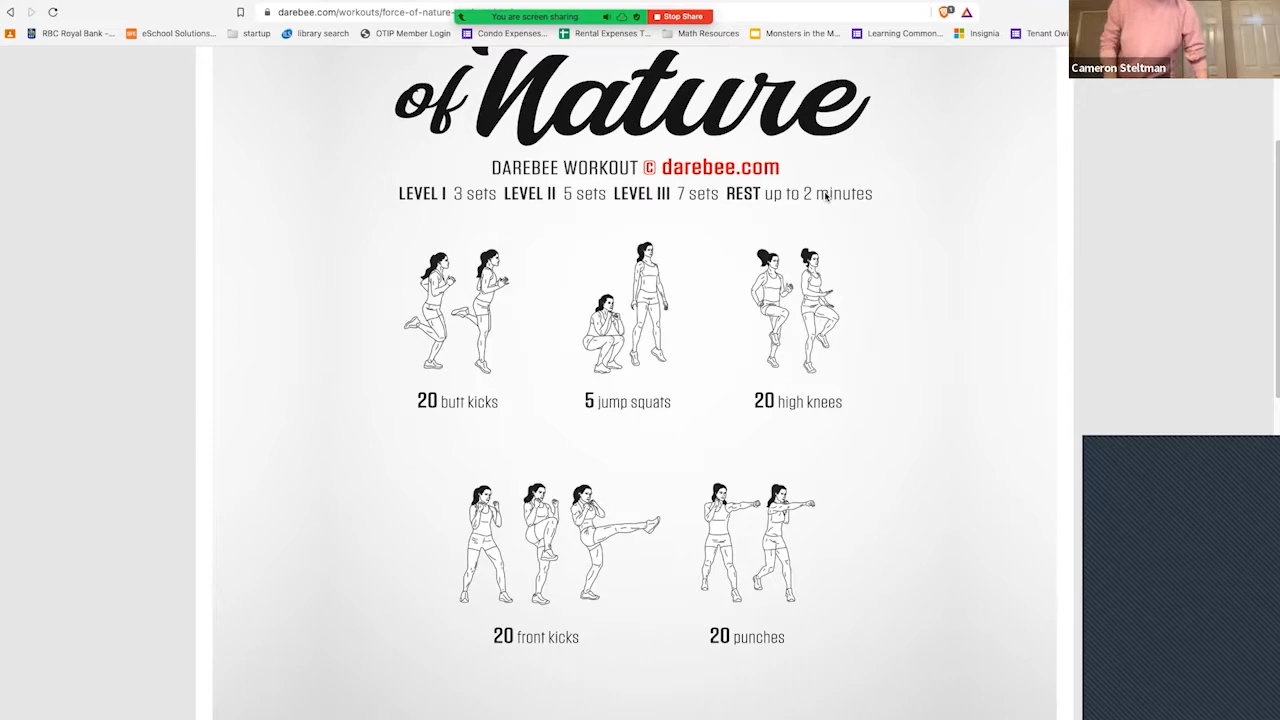 darebee.com/workouts/force-of-nature-
You are screen sharing
Stop Share
1
RBC Royal Bank -...
eSchool Solutions...
startup
library search
OTIP Member Login
Condo Expenses...
Rental Expenses T...
Math Resources
Monsters in the M...
Learning Common...
Insignia
Tenant Owi
Cameron Steltman
of Nature
DAREBEE WORKOUT © darebee.com
LEVEL I 3 sets LEVEL II 5 sets LEVEL III 7 sets REST up to 2 minutes
20 butt kicks
5 jump squats
20 high knees
20 front kicks
20 punches